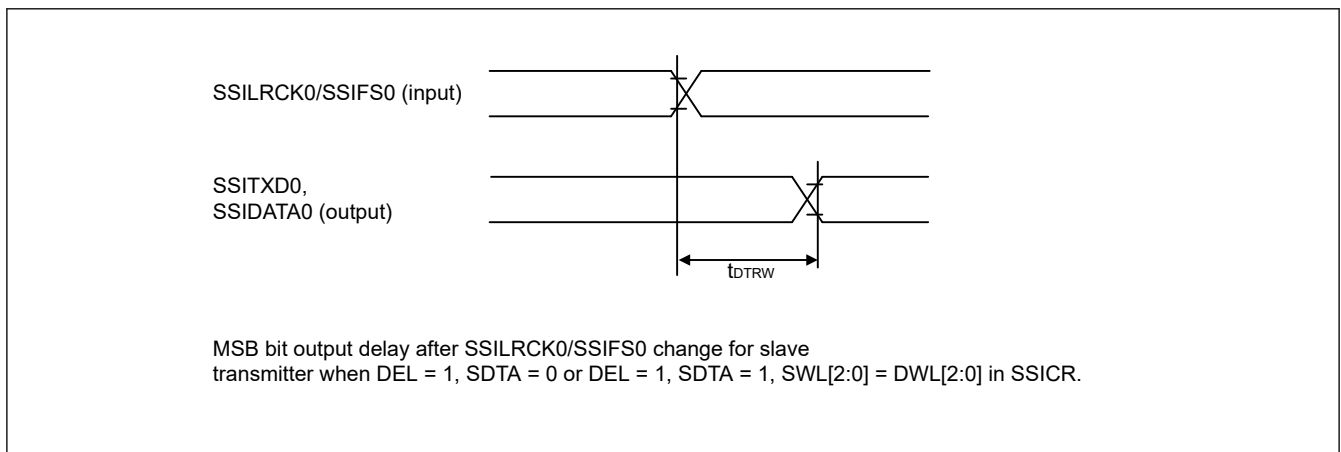 SSILRCK0/SSIFS0 (input)
SSITXD0,
SSIDATA0 (output)
tDTRW
MSB bit output delay after SSILRCK0/SSIFS0 change for slave
transmitter when DEL = 1, SDTA = 0 or DEL = 1, SDTA = 1, SWL[2:0] = DWL[2:0] in SSICR.